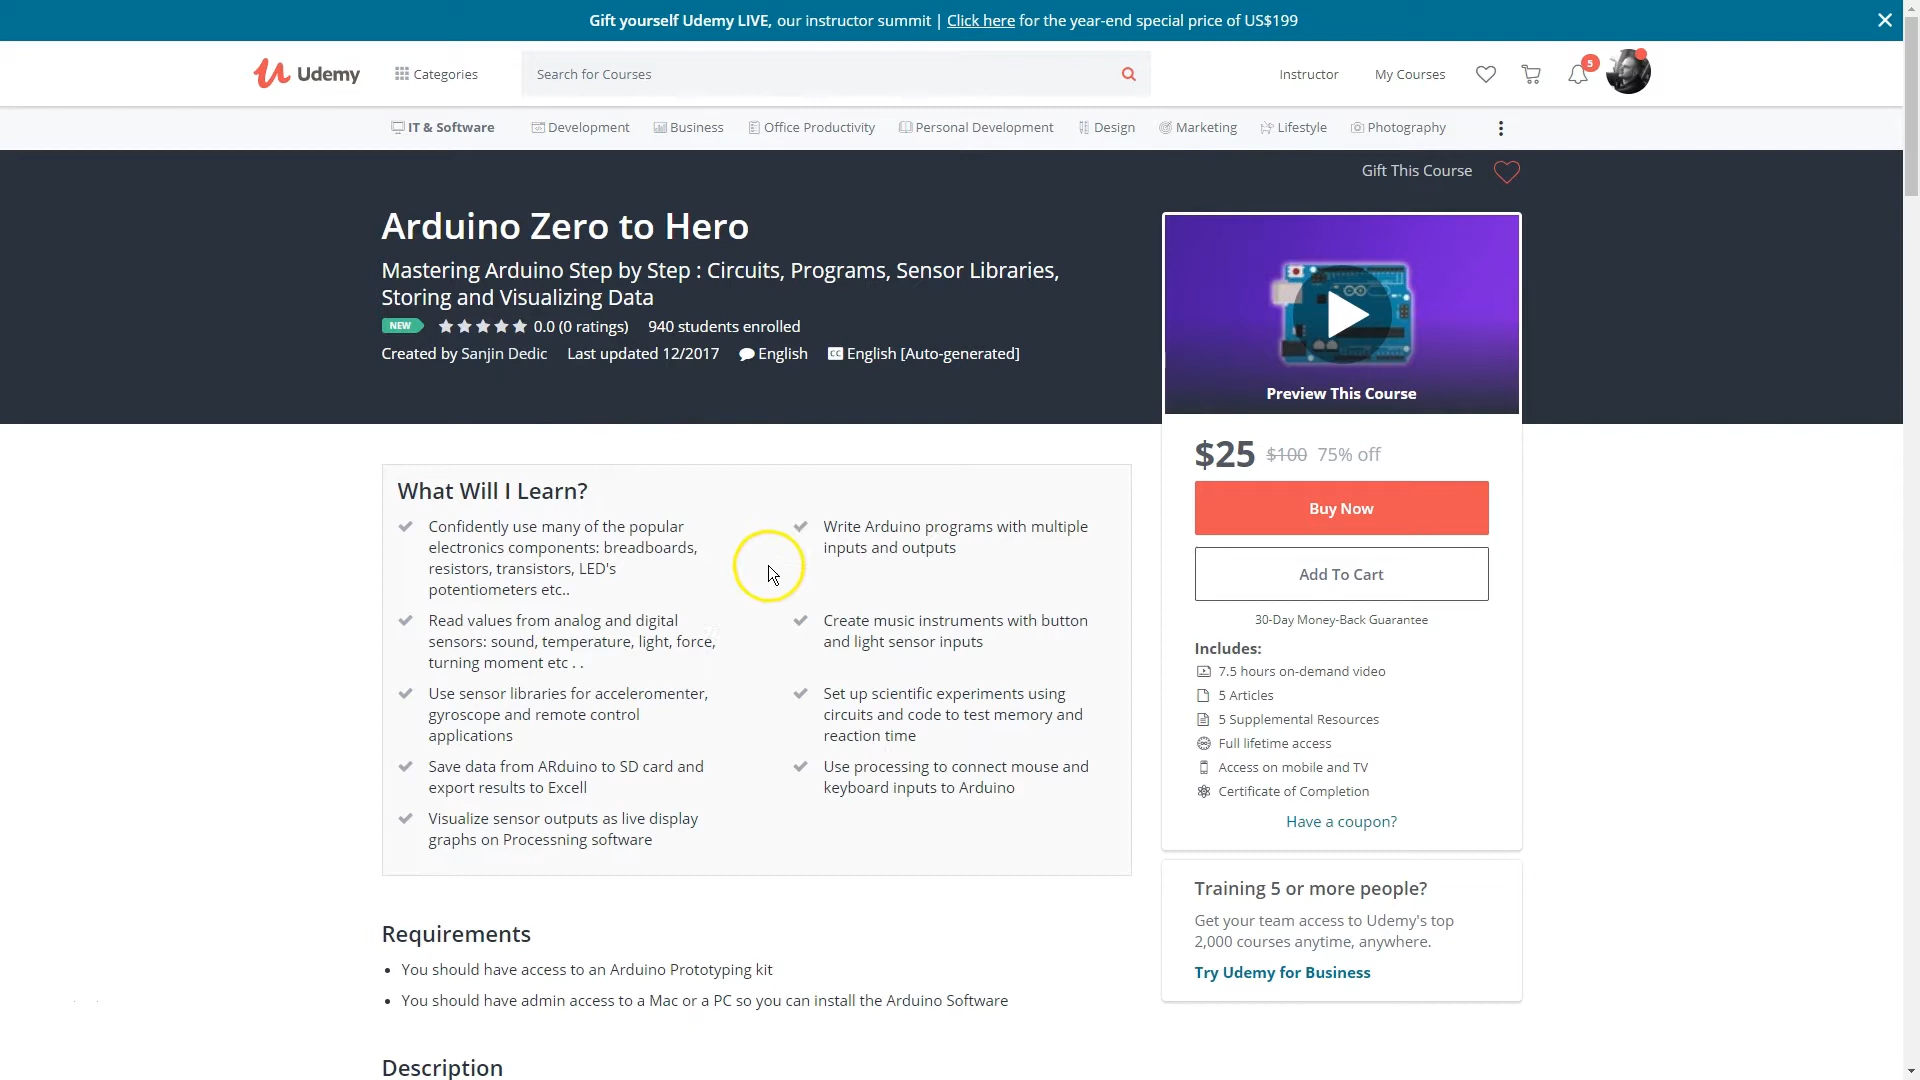 Gift yourself Udemy LIVE, our instructor summit | Click here for the year-end special price of US$199
Udemy
Categories
Search for Courses
Instructor
My Courses
5
IT & Software
Development
Business
Office Productivity
Personal Development
Design
Marketing
Lifestyle
Photography
Gift This Course
Arduino Zero to Hero
Mastering Arduino Step by Step : Circuits, Programs, Sensor Libraries,
Storing and Visualizing Data
NEW 0.0 (0 ratings) 940 students enrolled
Created by Sanjin Dedic Last updated 12/2017 English CC English [Auto-generated]
Preview This Course
$25 $100 75% off
Buy Now
Add To Cart
30-Day Money-Back Guarantee
Includes:
7.5 hours on-demand video
5 Articles
5 Supplemental Resources
Full lifetime access
Access on mobile and TV
Certificate of Completion
Have a coupon?
Training 5 or more people?
Get your team access to Udemy's top
2,000 courses anytime, anywhere.
Try Udemy for Business
What Will I Learn?
Confidently use many of the popular
electronics components: breadboards,
resistors, transistors, LED's
potentiometers etc..
Write Arduino programs with multiple
inputs and outputs
Read values from analog and digital
sensors: sound, temperature, light, force,
turning moment etc . .
Create music instruments with button
and light sensor inputs
Use sensor libraries for acceleromenter,
gyroscope and remote control
applications
Set up scientific experiments using
circuits and code to test memory and
reaction time
Save data from ARduino to SD card and
export results to Excell
Use processing to connect mouse and
keyboard inputs to Arduino
Visualize sensor outputs as live display
graphs on Processning software
Requirements
You should have access to an Arduino Prototyping kit
You should have admin access to a Mac or a PC so you can install the Arduino Software
Description